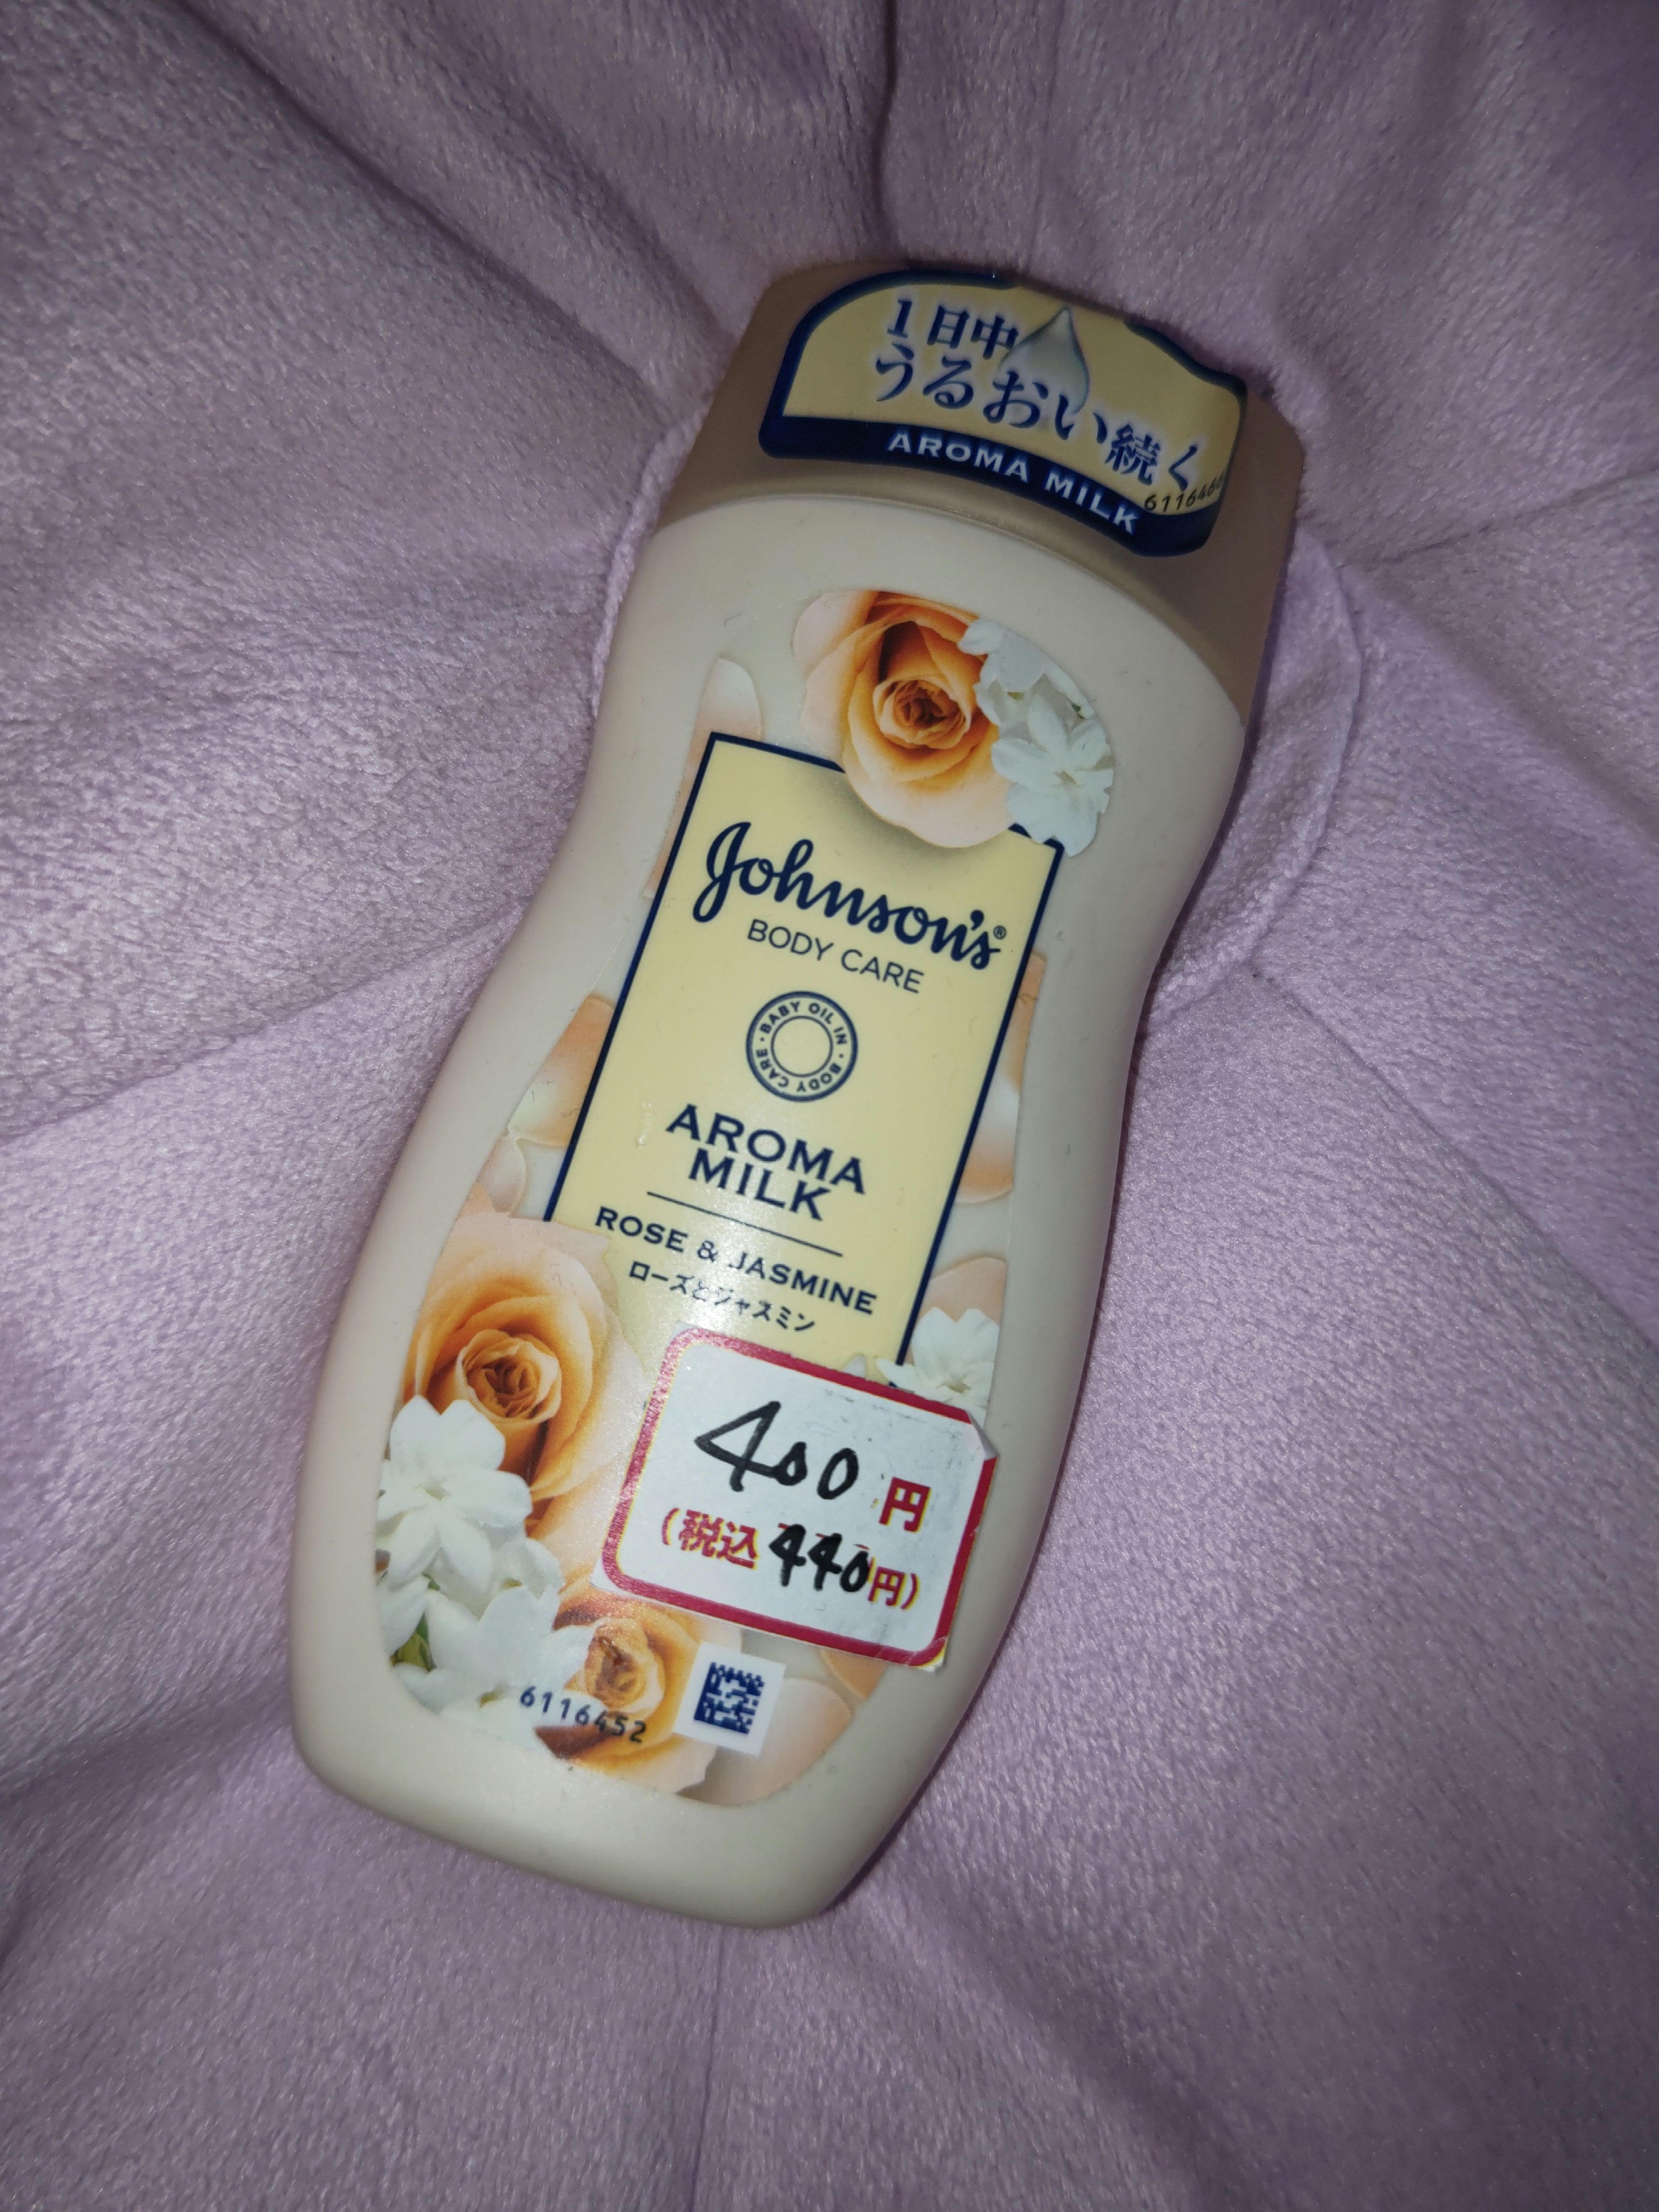 1日中
うるおい続く
AROMA MILK
Johnson's®
BODY CARE
BABY OIL IN • BODY CARE •
AROMA
MILK
ROSE & JASMINE
ローズとジャスミン
400円
(税込440円)
6116452